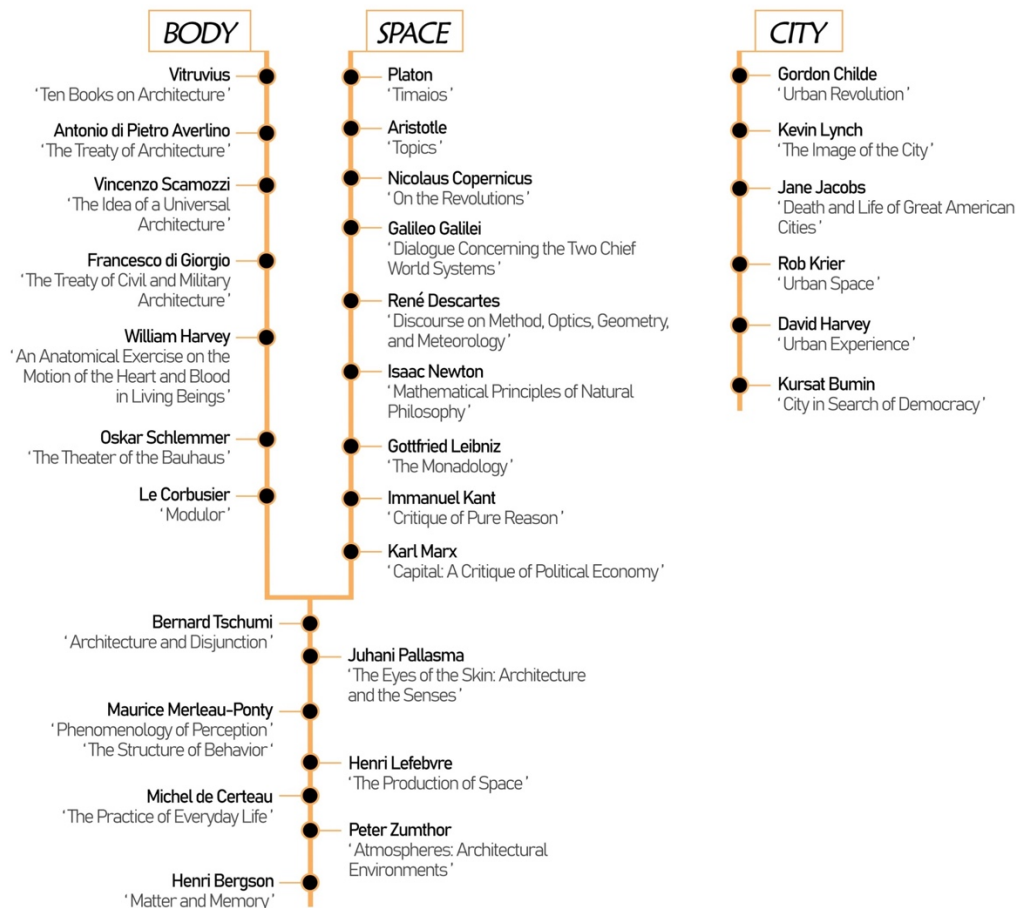 BODY
Vitruvius
'Ten Books on Architecture'
Antonio di Pietro Averlino
'The Treaty of Architecture'
Vincenzo Scamozzi
'The Idea of a Universal
Architecture'
Francesco di Giorgio
'The Treaty of Civil and Military
Architecture'
William Harvey
'An Anatomical Exercise on the
Motion of the Heart and Blood
in Living Beings'
Oskar Schlemmer
'The Theater of the Bauhaus'
Le Corbusier
'Modulor'
SPACE
Platon
'Timaios'
Aristotle
'Topics'
Nicolaus Copernicus
'On the Revolutions'
Galileo Galilei
'Dialogue Concerning the Two Chief
World Systems'
René Descartes
'Discourse on Method, Optics, Geometry,
and Meteorology'
Isaac Newton
'Mathematical Principles of Natural
Philosophy'
Gottfried Leibniz
'The Monadology'
Immanuel Kant
'Critique of Pure Reason'
Karl Marx
'Capital: A Critique of Political Economy'
Bernard Tschumi
'Architecture and Disjunction'
Juhani Pallasma
'The Eyes of the Skin: Architecture
and the Senses'
Maurice Merleau-Ponty
'Phenomenology of Perception'
'The Structure of Behavior'
Henri Lefebvre
'The Production of Space'
Michel de Certeau
'The Practice of Everyday Life'
Peter Zumthor
'Atmospheres: Architectural
Environments'
Henri Bergson
'Matter and Memory'
CITY
Gordon Childe
'Urban Revolution'
Kevin Lynch
'The Image of the City'
Jane Jacobs
'Death and Life of Great American
Cities'
Rob Krier
'Urban Space'
David Harvey
'Urban Experience'
Kursat Bumin
'City in Search of Democracy'